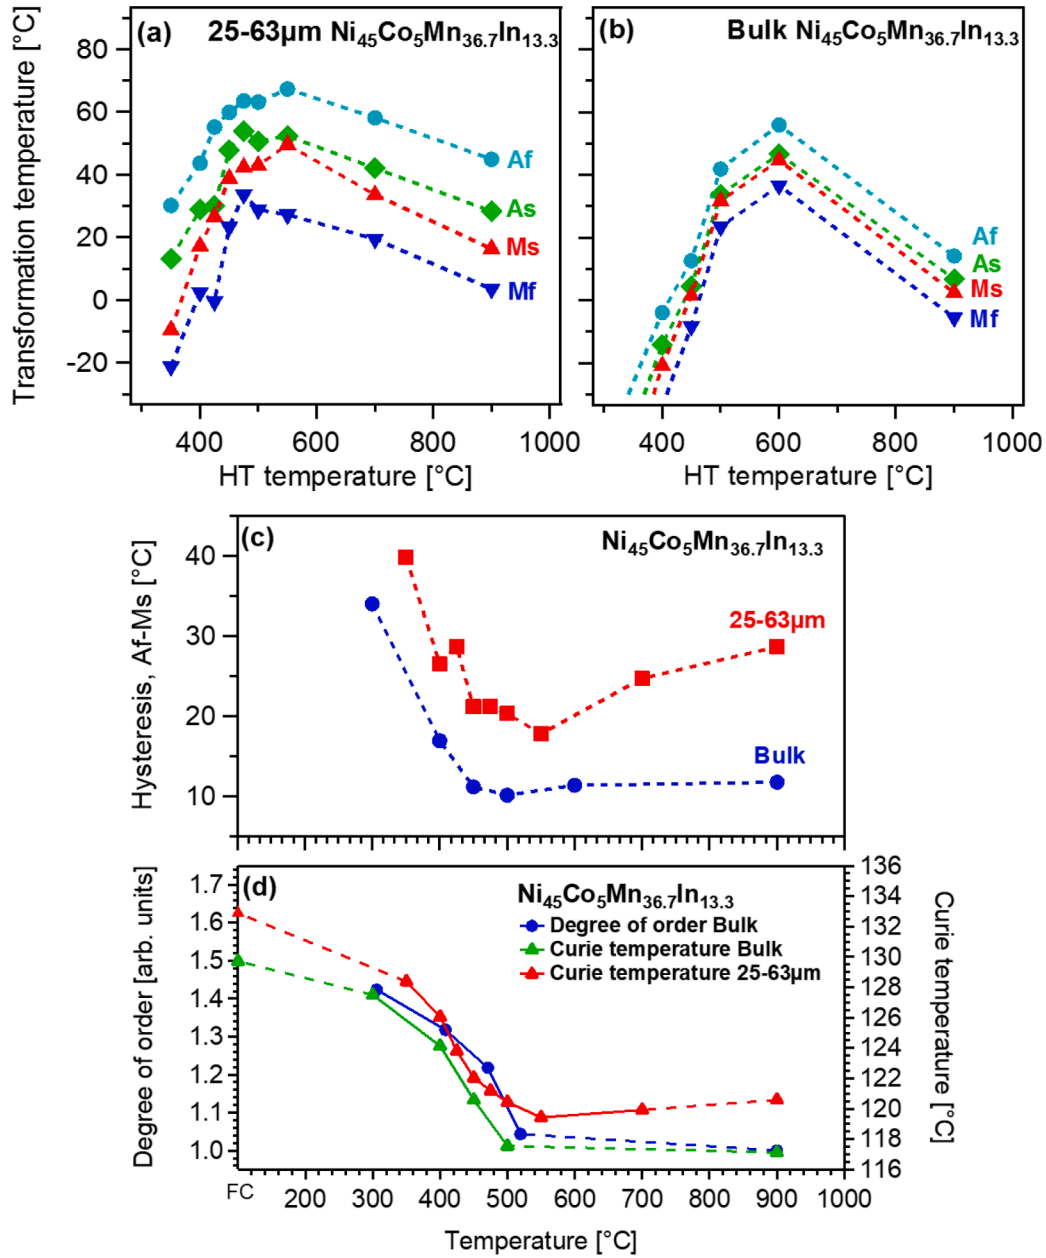 (a) 25-63µm Ni45Co5Mn36.7In13.3
Transformation temperature [°C]
80
60
40
20
0
-20
Af
As
Ms
Mf
400 600 800 1000
HT temperature [°C]
(b) Bulk Ni45Co5Mn36.7In13.3
Af
As
Ms
Mf
400 600 800 1000
HT temperature [°C]
(c) Ni45Co5Mn36.7In13.3
Hysteresis, Af-Ms [°C]
40
30
20
10
25-63µm
Bulk
(d) Ni45Co5Mn36.7In13.3
Degree of order Bulk
Curie temperature Bulk
Curie temperature 25-63µm
Degree of order [arb. units]
1.7
1.6
1.5
1.4
1.3
1.2
1.1
1.0
Curie temperature [°C]
136
134
132
130
128
126
124
122
120
118
116
FC 200 300 400 500 600 700 800 900 1000
Temperature [°C]